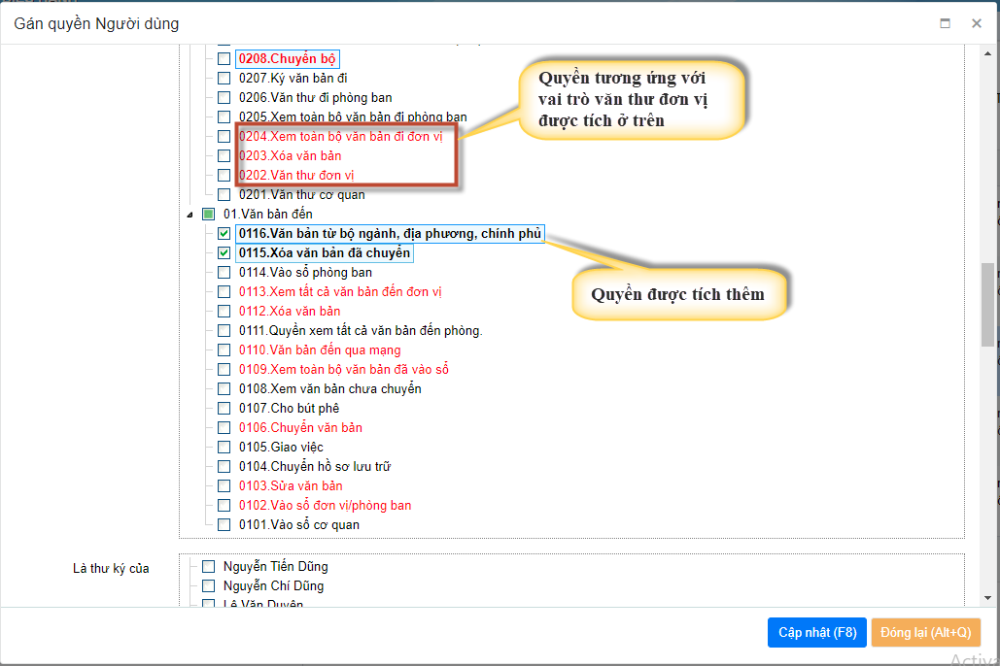 Gán quyền Người dùng
0208.Chuyển bộ
0207.Ký văn bản đi
0206.Văn thư đi phòng ban
0205.Xem toàn bộ văn bản đi phòng ban
0204.Xem toàn bộ văn bản đi đơn vị
0203.Xóa văn bản
0202.Văn thư đơn vị
0201.Văn thư cơ quan
Quyền tương ứng với
vai trò văn thư đơn vị
được tích ở trên
01.Văn bản đến
0116.Văn bản từ bộ ngành, địa phương, chính phủ
0115.Xóa văn bản đã chuyển
0114.Vào sổ phòng ban
0113.Xem tất cả văn bản đến đơn vị
0112.Xóa văn bản
0111.Quyền xem tất cả văn bản đến phòng.
0110.Văn bản đến qua mạng
0109.Xem toàn bộ văn bản đã vào sổ
0108.Xem văn bản chưa chuyển
0107.Cho bút phê
0106.Chuyển văn bản
0105.Giao việc
0104.Chuyển hồ sơ lưu trữ
0103.Sửa văn bản
0102.Vào sổ đơn vị/phòng ban
0101.Vào sổ cơ quan
Quyền được tích thêm
Là thư ký của
Nguyễn Tiến Dũng
Nguyễn Chí Dũng
Lê Văn Duyên
Cập nhật (F8)
Đóng lại (Alt+Q)